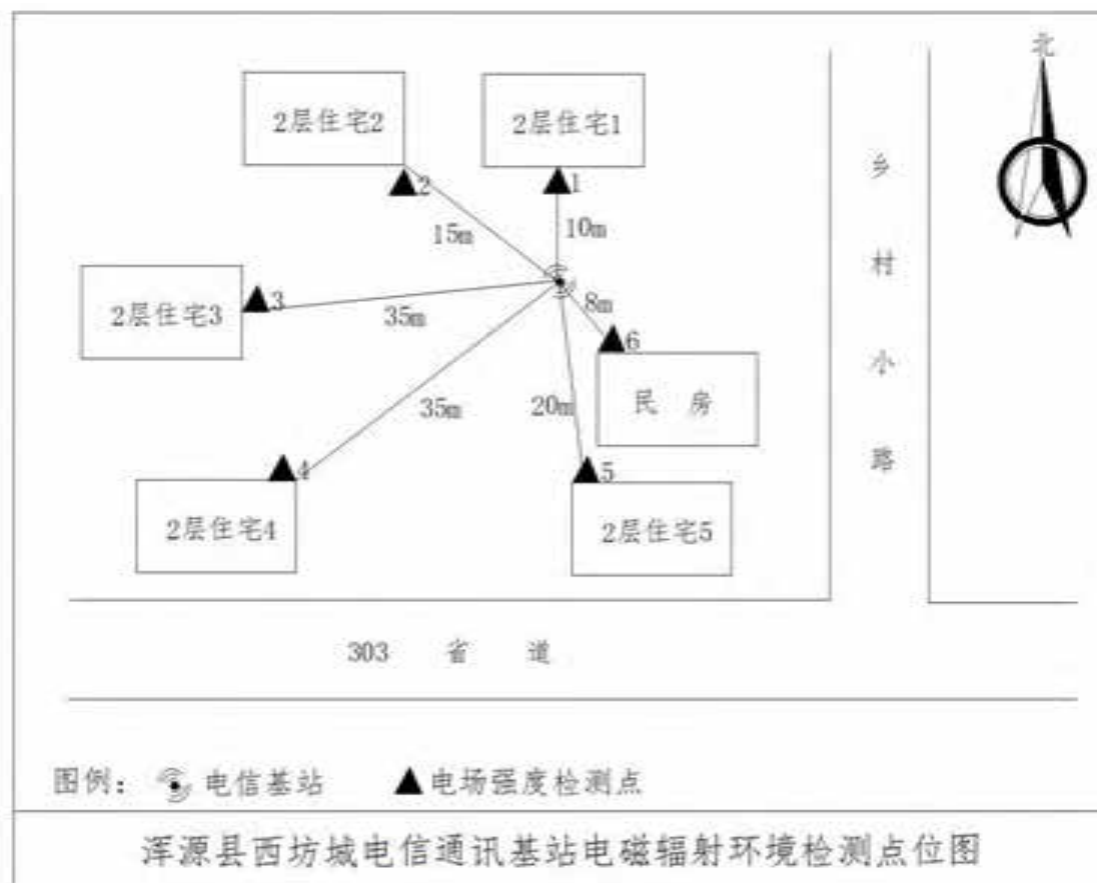 北
2层住宅2
2层住宅1
乡村小路
2
1
15m
10m
3
2层住宅3
35m
8m
6
民 房
35m
20m
4
5
2层住宅4
2层住宅5
303 省 道
图例： 电信基站 电场强度检测点
浑源县西坊城电信通讯基站电磁辐射环境检测点位图